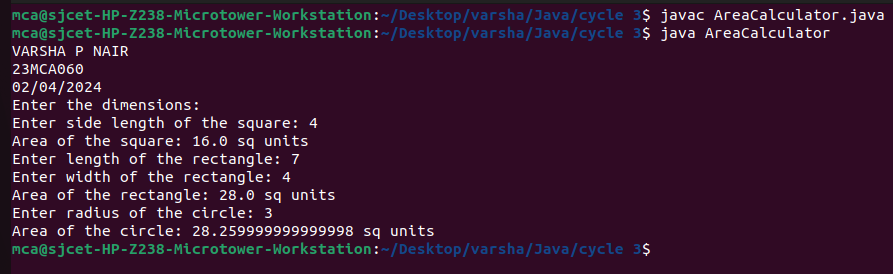 mca@sjcet-HP-Z238-Microtower-Workstation:~/Desktop/varsha/Java/cycle 3$ javac AreaCalculator.java
mca@sjcet-HP-Z238-Microtower-Workstation:~/Desktop/varsha/Java/cycle 3$ java AreaCalculator
VARSHA P NAIR
23MCA060
02/04/2024
Enter the dimensions:
Enter side length of the square: 4
Area of the square: 16.0 sq units
Enter length of the rectangle: 7
Enter width of the rectangle: 4
Area of the rectangle: 28.0 sq units
Enter radius of the circle: 3
Area of the circle: 28.259999999999998 sq units
mca@sjcet-HP-Z238-Microtower-Workstation:~/Desktop/varsha/Java/cycle 3$